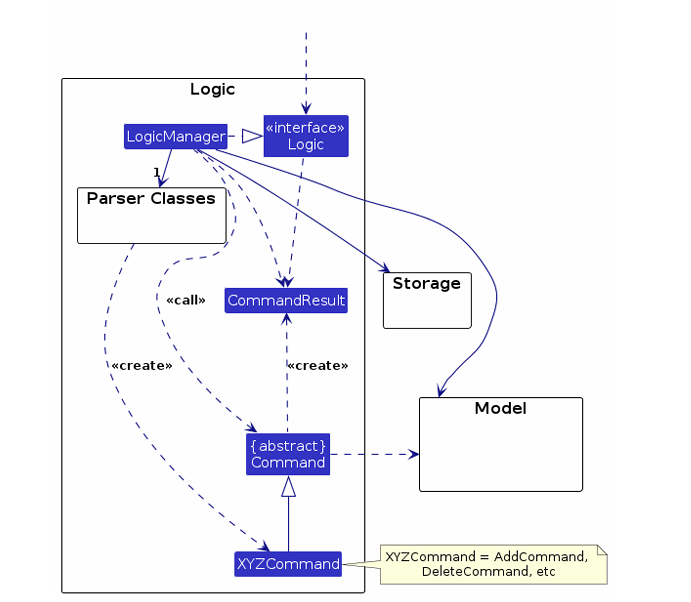 Logic
LogicManager
«interface»
Logic
1
Parser Classes
Storage
CommandResult
«call»
«create»
«create»
Model
{abstract}
Command
XYZCommand
XYZCommand = AddCommand,
DeleteCommand, etc